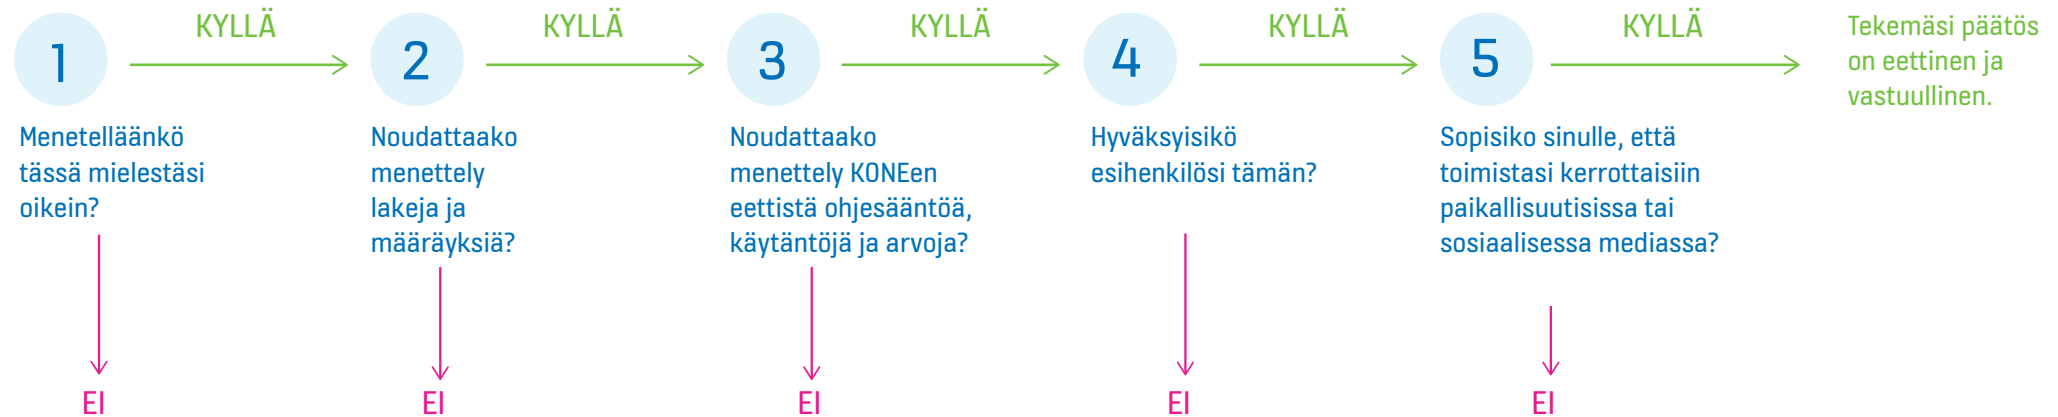 1
KYLLÄ
2
KYLLÄ
3
KYLLÄ
4
KYLLÄ
5
KYLLÄ
Tekemäsi päätös
on eettinen ja
vastuullinen.
Menetelläänkö
tässä mielestäsi
oikein?
Noudattaako
menettely
lakeja ja
määräyksiä?
Noudattaako
menettely KONEen
eettistä ohjesääntöä,
käytäntöjä ja arvoja?
Hyväksyisikö
esihenkilösi tämän?
Sopisiko sinulle, että
toimistasi kerrottaisiin
paikallisuutisissa tai
sosiaalisessa mediassa?
EI
EI
EI
EI
EI